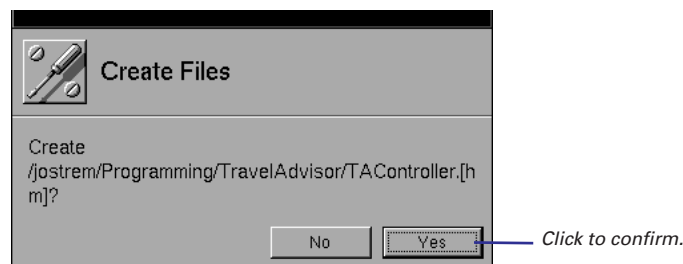 Create Files
Create
/jostrem/Programming/TravelAdvisor/TAController.[h
m]?
No
Yes
Click to confirm.